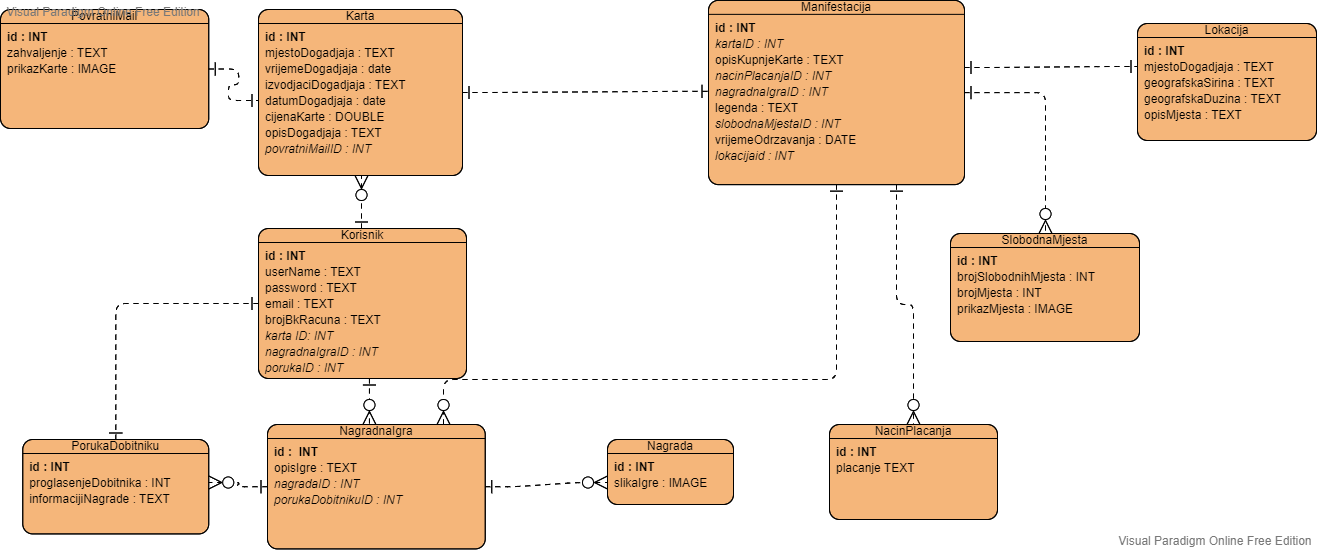 Visual Paradigm Online Free Edition
PovratniMail
id : INT
zahvaljenje : TEXT
prikazKarte : IMAGE
Karta
id : INT
mjestoDogadjaja : TEXT
vrijemeDogadjaja : date
izvodjaciDogadjaja : TEXT
datumDogadjaja : date
cijenaKarte : DOUBLE
opisDogadjaja : TEXT
povratniMailID : INT
Manifestacija
id : INT
kartaID : INT
opisKupnjeKarte : TEXT
nacinPlacanjaID : INT
nagradnaIgraID : INT
legenda : TEXT
slobodnaMjestaID : INT
vrijemeOdrzavanja : DATE
lokacijaid : INT
Lokacija
id : INT
mjestoDogadjaja : TEXT
geografskaSirina : TEXT
geografskaDuzina : TEXT
opisMjesta : TEXT
Korisnik
id : INT
userName : TEXT
password : TEXT
email : TEXT
brojBkRacuna : TEXT
karta ID: INT
nagradnaIgraID : INT
porukaID : INT
SlobodnaMjesta
id : INT
brojSlobodnihMjesta : INT
brojMjesta : INT
prikazMjesta : IMAGE
PorukaDobitniku
id : INT
proglasenjeDobitnika : INT
informacijiNagrade : TEXT
NagradnaIgra
id : INT
opisIgre : TEXT
nagradaID : INT
porukaDobitnikuID : INT
Nagrada
id : INT
slikaIgre : IMAGE
NacinPlacanja
id : INT
placanje TEXT
Visual Paradigm Online Free Edition